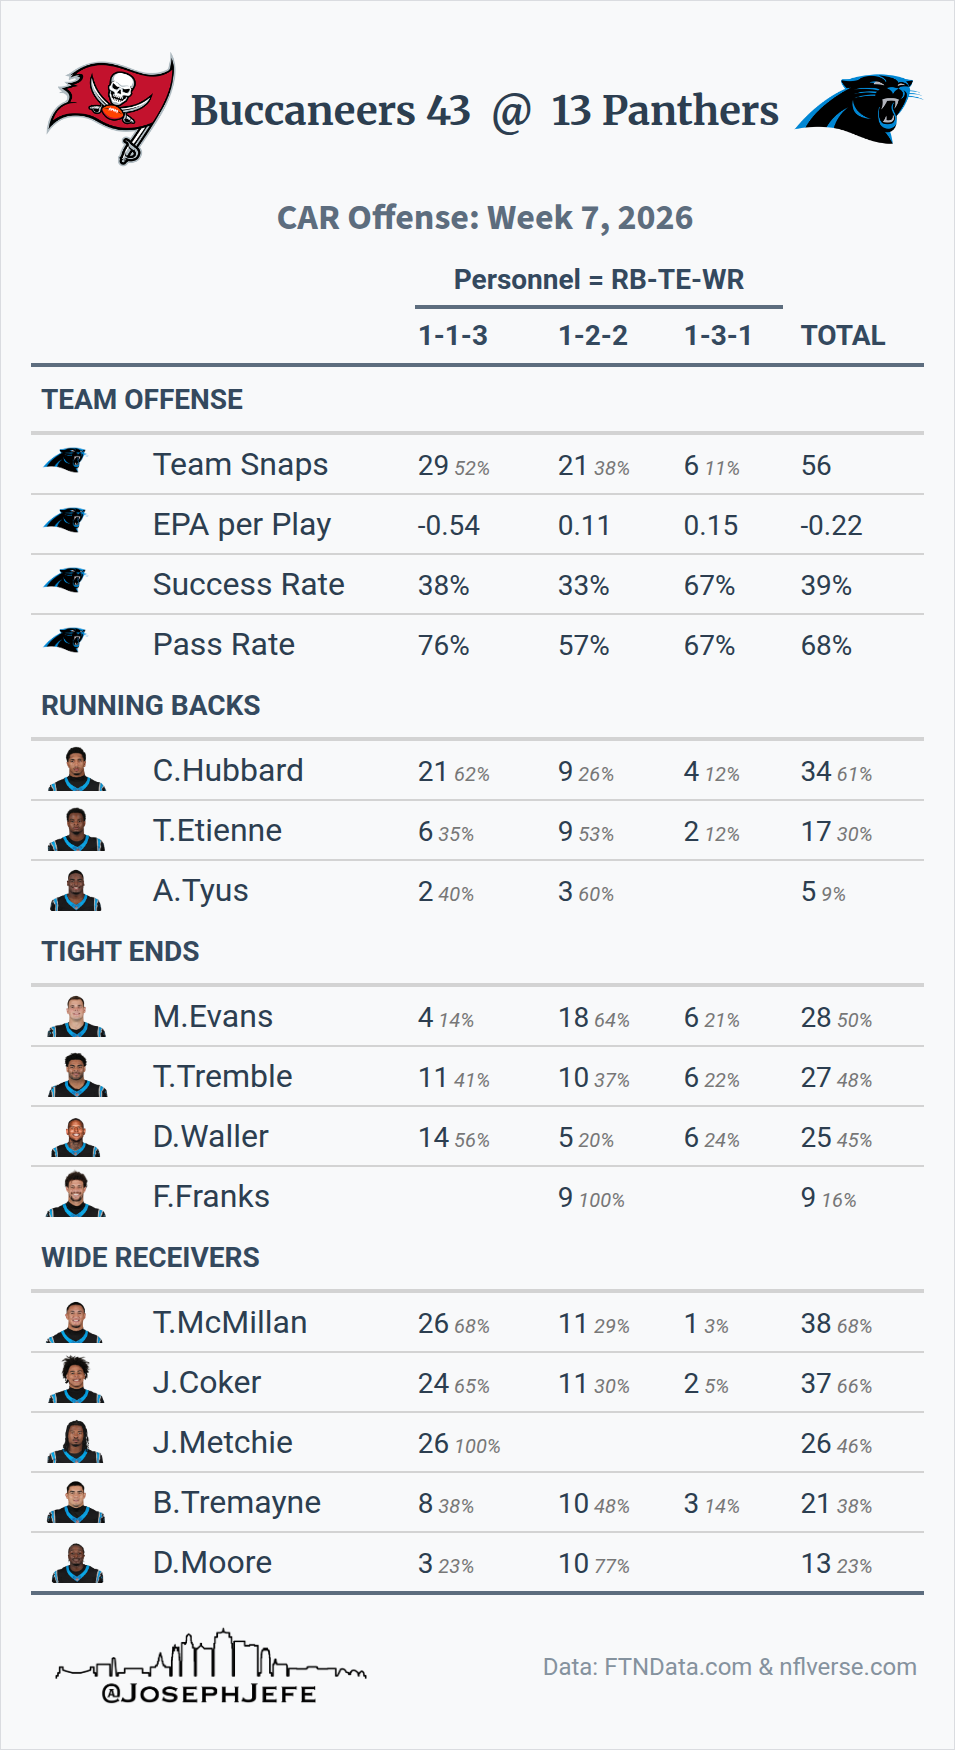 Buccaneers 43 @ 13 Panthers
CAR Offense: Week 7, 2026
Personnel = RB-TE-WR
1-1-3 1-2-2 1-3-1 TOTAL
TEAM OFFENSE
Team Snaps 29 52% 21 38% 6 11% 56
EPA per Play -0.54 0.11 0.15 -0.22
Success Rate 38% 33% 67% 39%
Pass Rate 76% 57% 67% 68%
RUNNING BACKS
C.Hubbard 21 62% 9 26% 4 12% 34 61%
T.Etienne 6 35% 9 53% 2 12% 17 30%
A.Tyus 2 40% 3 60% 5 9%
TIGHT ENDS
M.Evans 4 14% 18 64% 6 21% 28 50%
T.Tremble 11 41% 10 37% 6 22% 27 48%
D.Waller 14 56% 5 20% 6 24% 25 45%
F.Franks 9 100% 9 16%
WIDE RECEIVERS
T.McMillan 26 68% 11 29% 1 3% 38 68%
J.Coker 24 65% 11 30% 2 5% 37 66%
J.Metchie 26 100% 26 46%
B.Tremayne 8 38% 10 48% 3 14% 21 38%
D.Moore 3 23% 10 77% 13 23%
@JOSEPHJEFE
Data: FTNData.com & nflverse.com